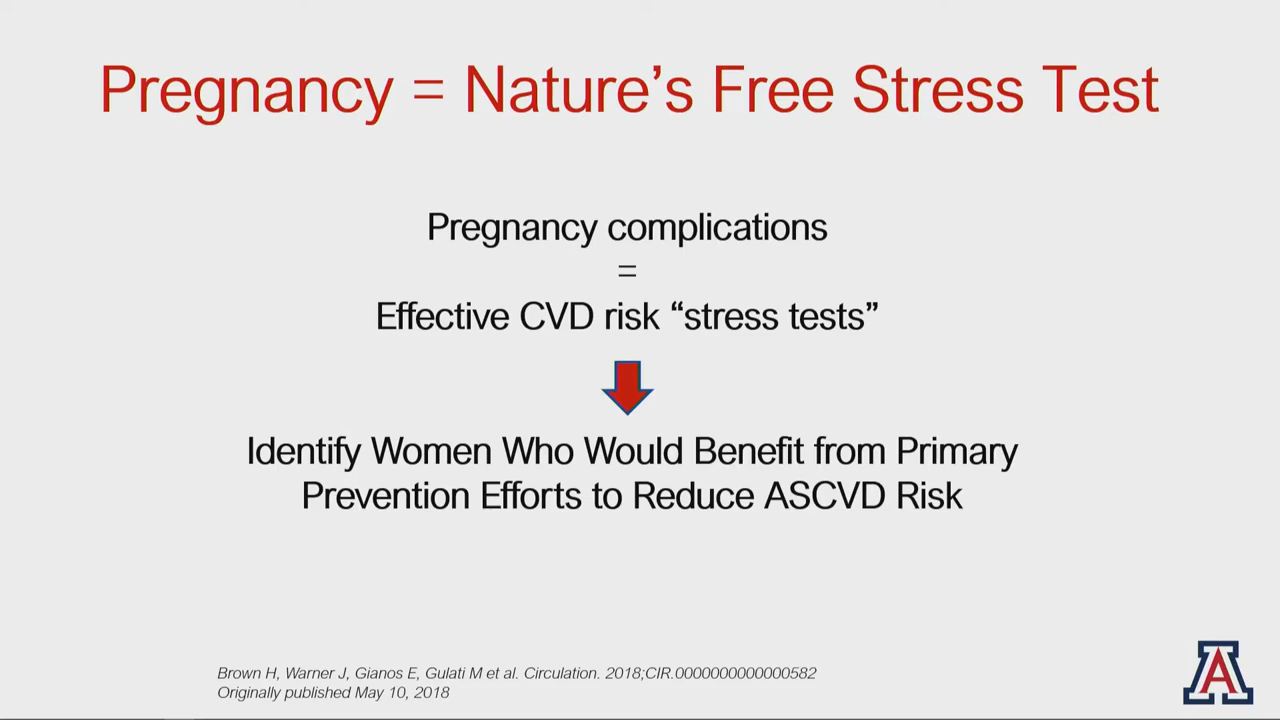 Pregnancy = Nature’s Free Stress Test
Pregnancy complications
=
Effective CVD risk “stress tests”
Identify Women Who Would Benefit from Primary
Prevention Efforts to Reduce ASCVD Risk
Brown H, Warner J, Gianos E, Gulati M et al. Circulation. 2018;CIR.0000000000000582
Originally published May 10, 2018
A